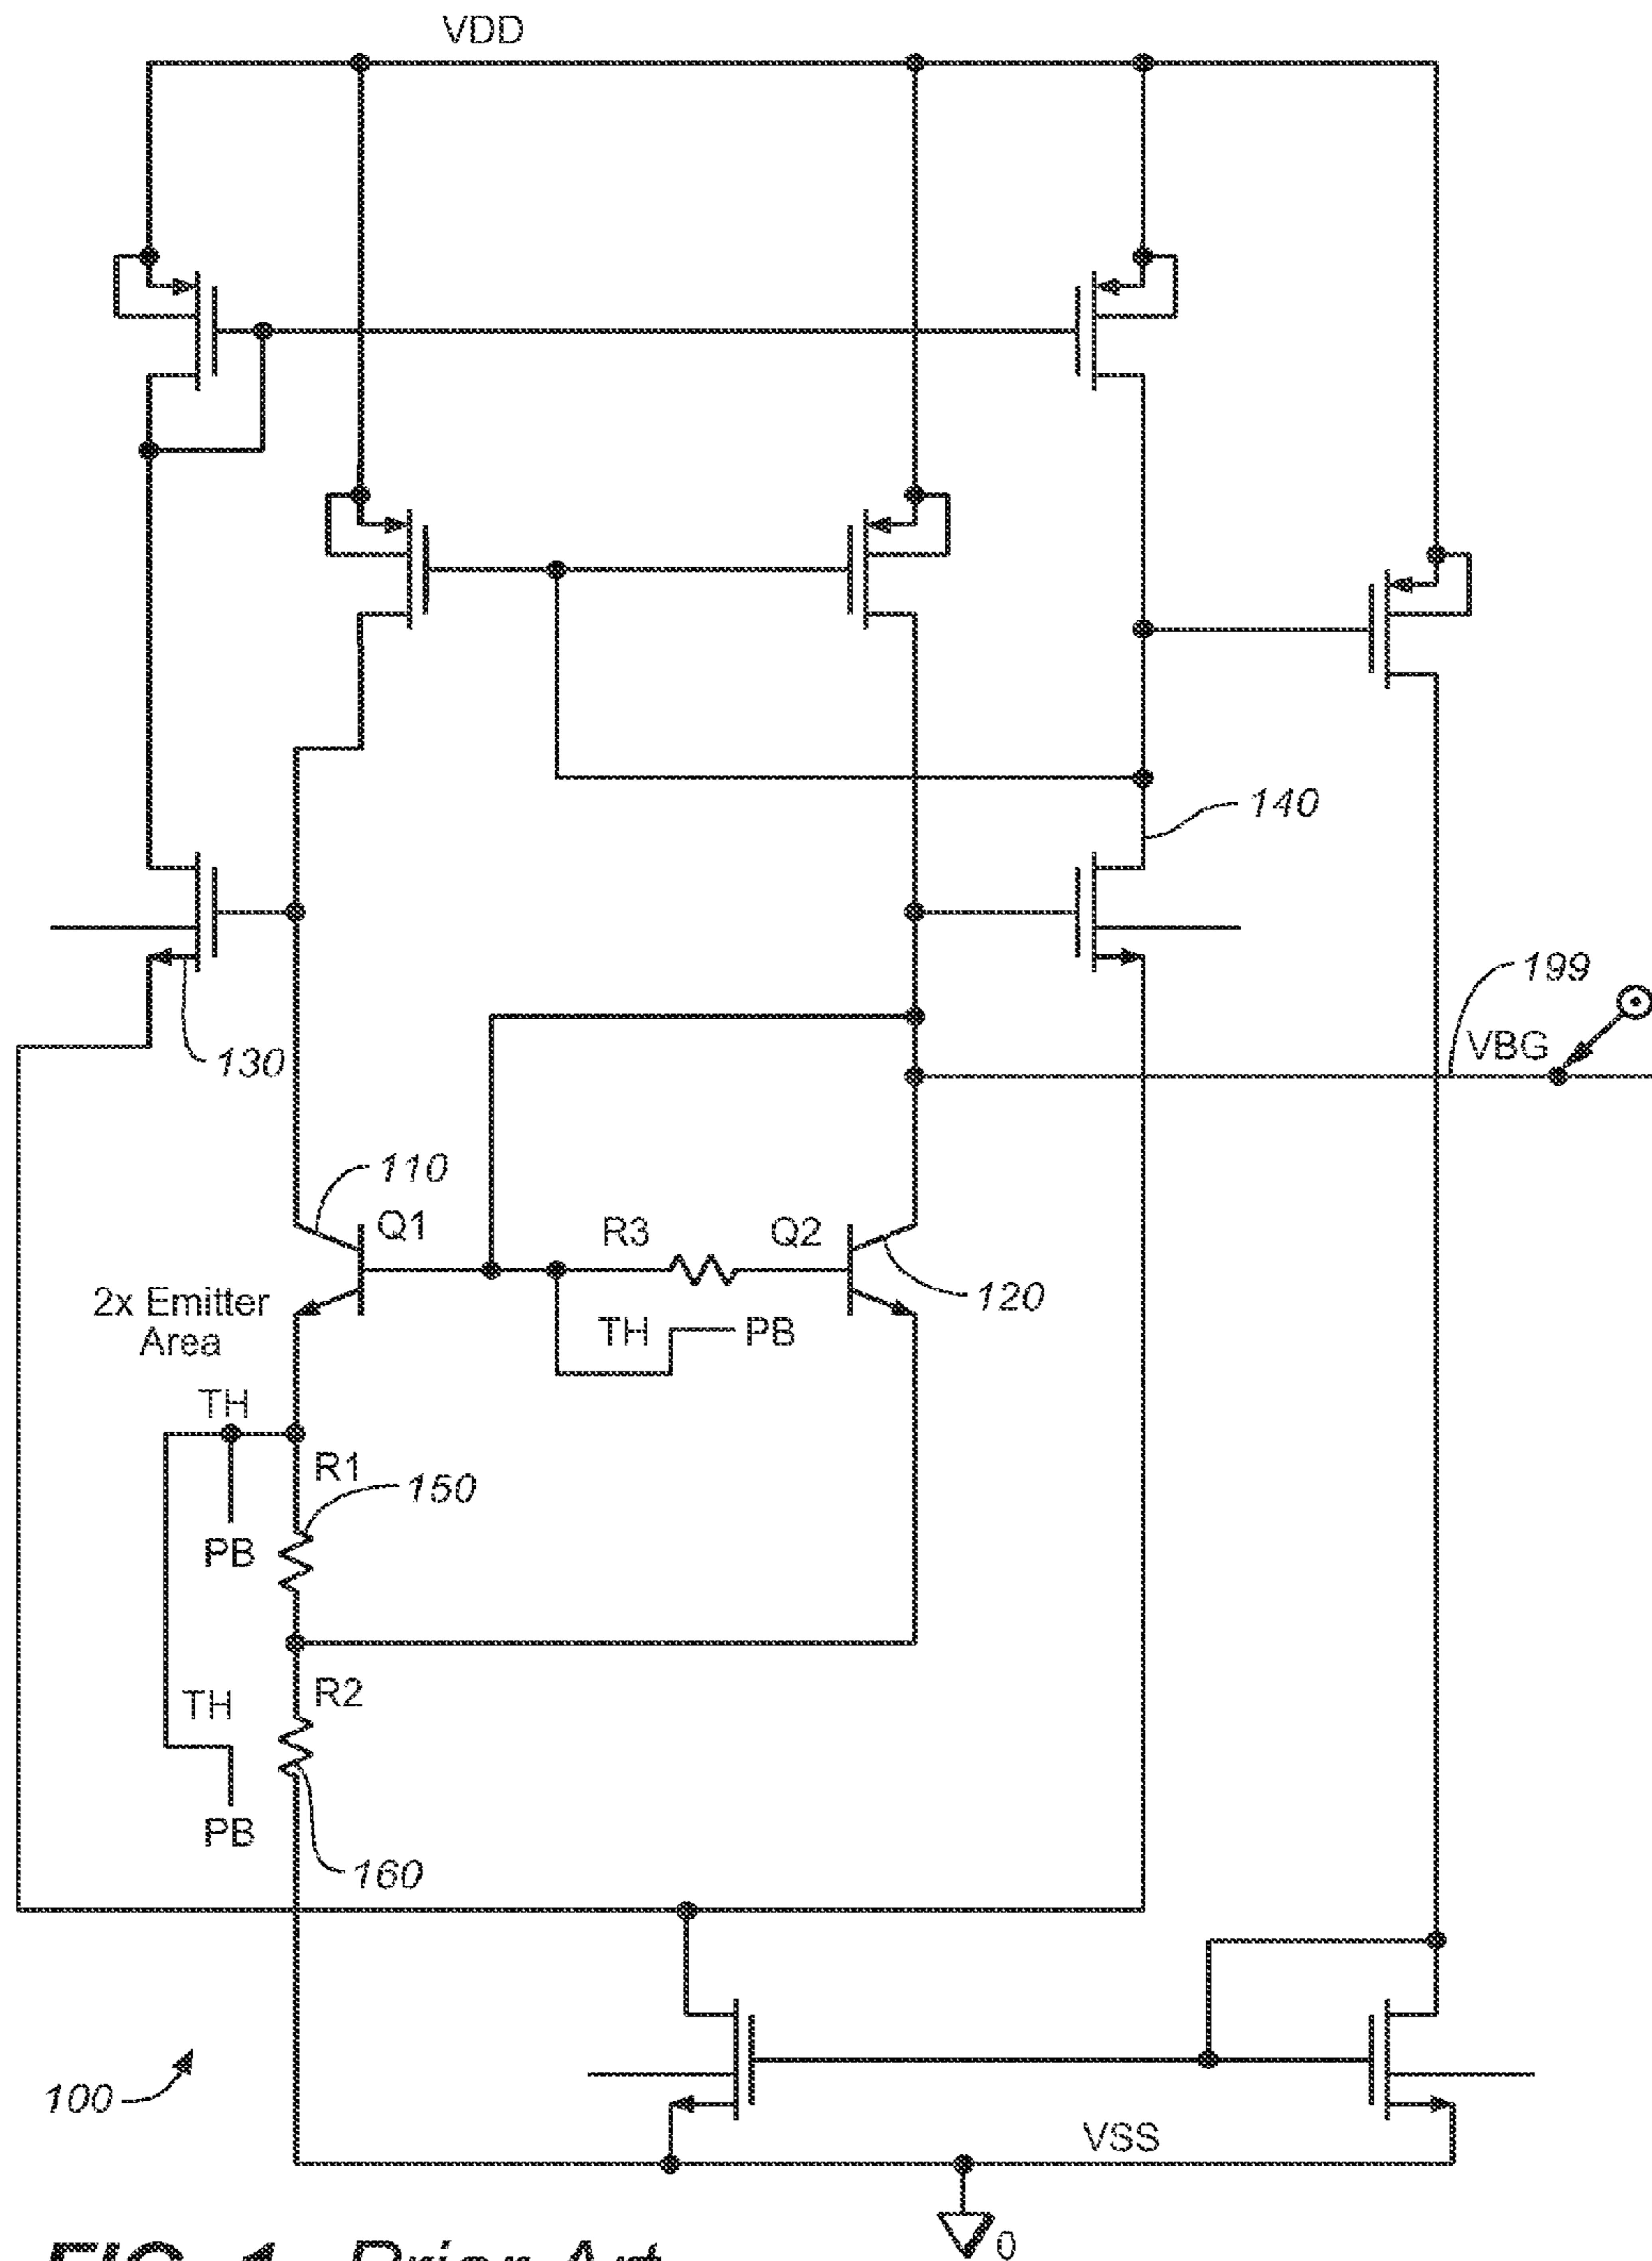 VDD
140
199
VBG
130
110
Q1
R3
Q2
120
2x Emitter
Area
TH
PB
TH
R1
150
PB
TH
R2
PB
160
100
VSS
0
FIG. 1 Prior Art